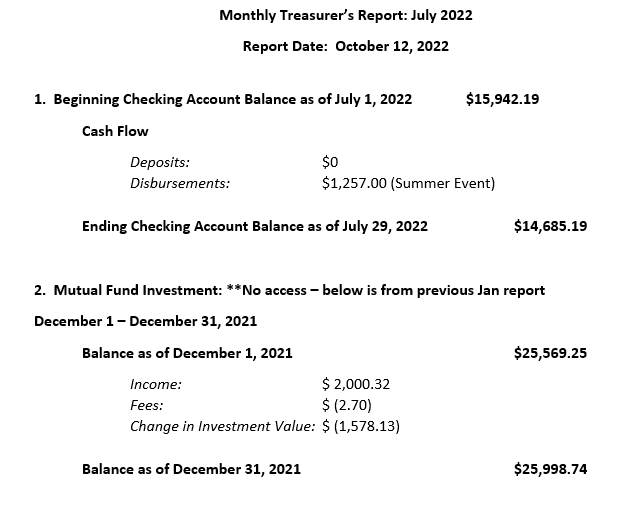 Monthly Treasurer's Report: July 2022
Report Date: October 12, 2022
1. Beginning Checking Account Balance as of July 1, 2022 $15,942.19
Cash Flow
Deposits: $0
Disbursements: $1,257.00 (Summer Event)
Ending Checking Account Balance as of July 29, 2022 $14,685.19
2. Mutual Fund Investment: **No access – below is from previous Jan report
December 1 – December 31, 2021
Balance as of December 1, 2021 $25,569.25
Income: $ 2,000.32
Fees: $ (2.70)
Change in Investment Value: $ (1,578.13)
Balance as of December 31, 2021 $25,998.74